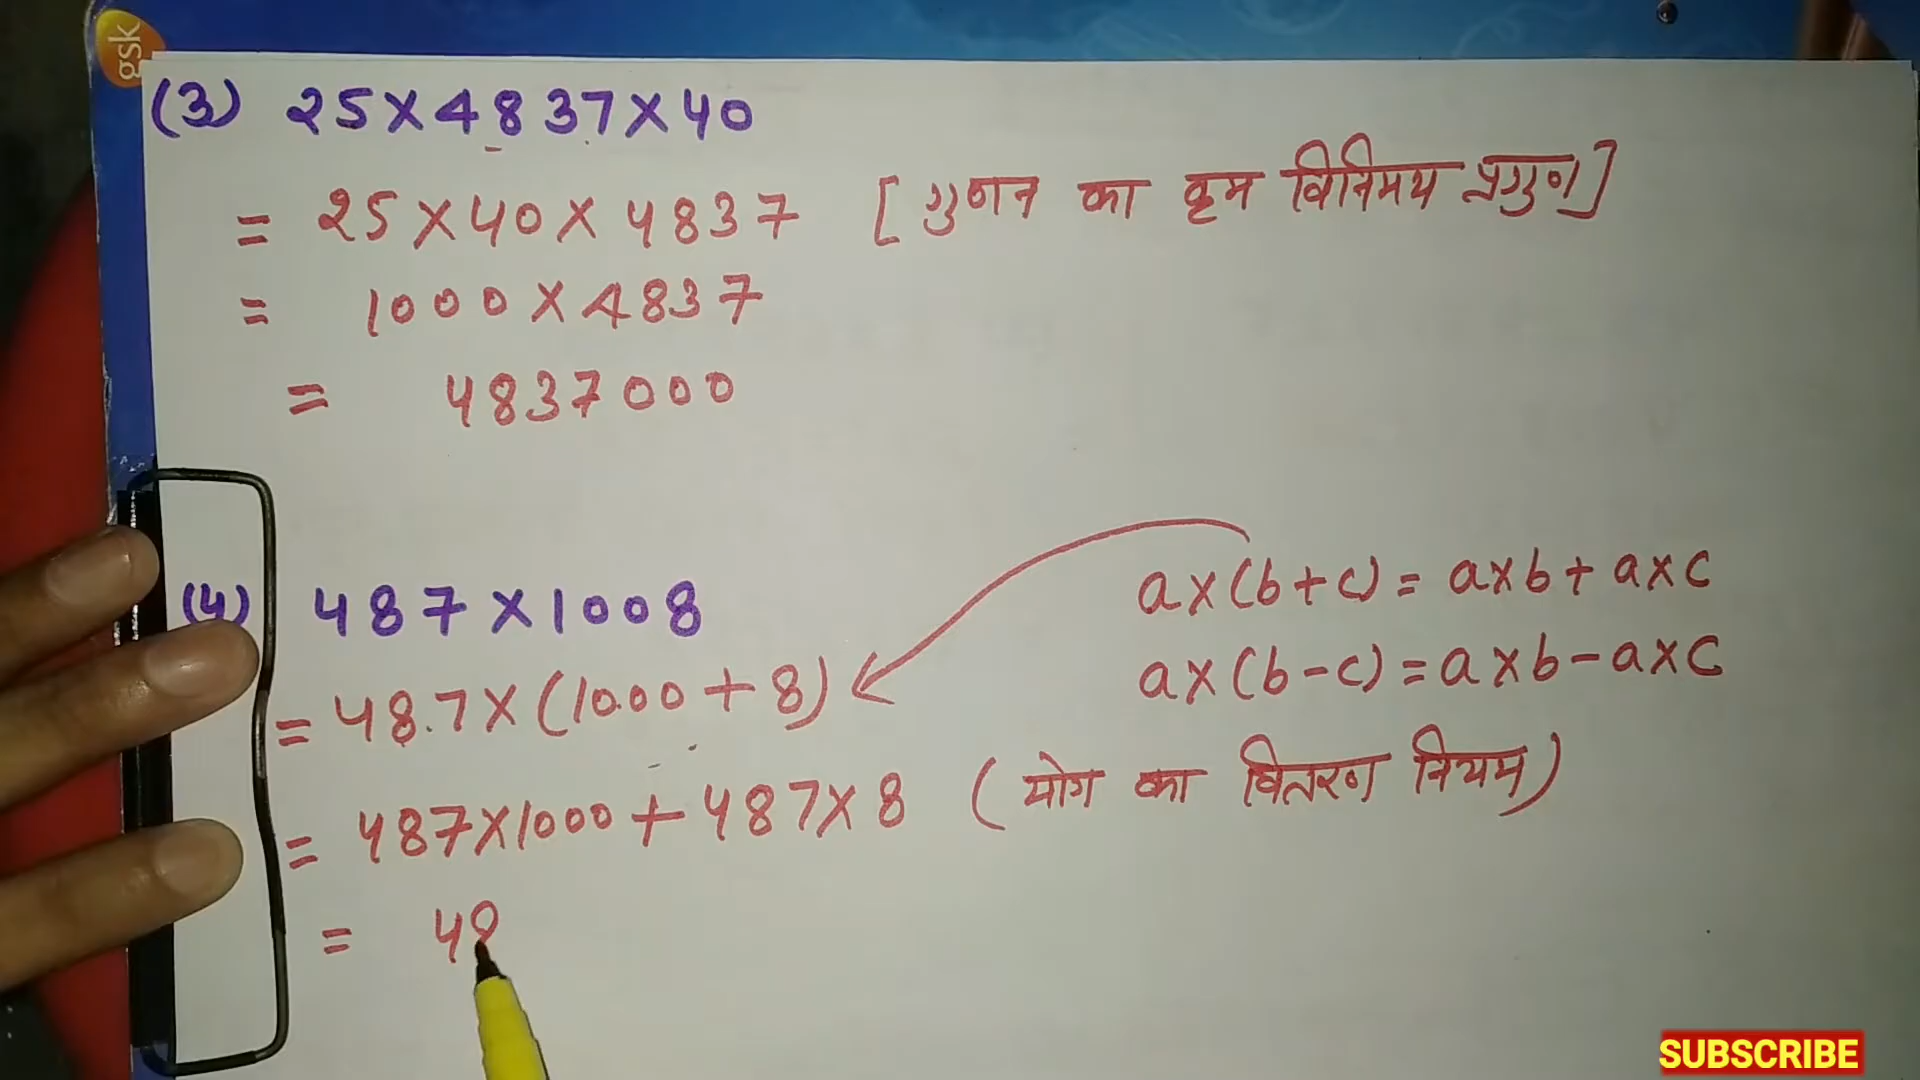 gsk
(3) 25×4837×40
= 25×40×4837 [गुणन का क्रम विनिमय प्रगुण]
= 1000×4837
= 4837000
(4) 487×1008
a×(b+c)=a×b+a×c
a×(b-c)=a×b-a×c
=487×(1000+8)
=487×1000+487×8 (योग का वितरण नियम)
= 48
SUBSCRIBE